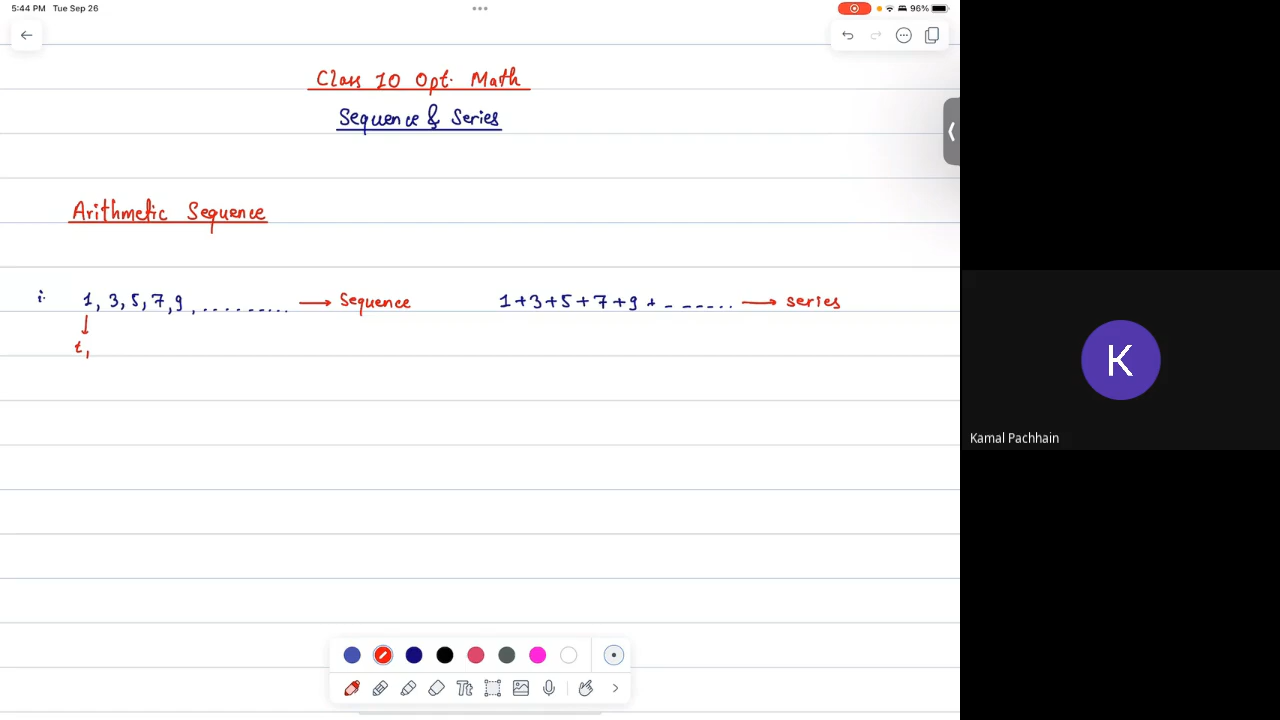 5:44 PM Tue Sep 26
96%
Class 10 Opt. Math
Sequence & Series
Arithmetic Sequence
i. 1, 3, 5, 7, 9, .......... → Sequence 1+3+5+7+9+ ------.. → series
↓
t₁
Tt
K
Kamal Pachhain